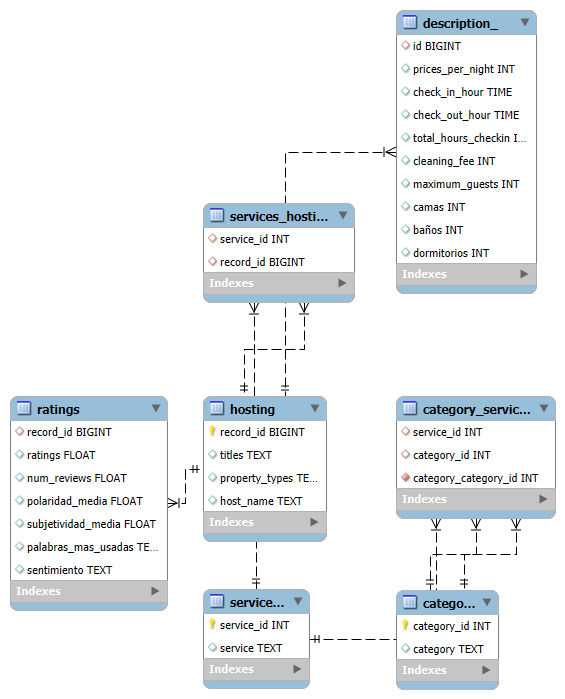 description_
id BIGINT
prices_per_night INT
check_in_hour TIME
check_out_hour TIME
total_hours_checkin I...
cleaning_fee INT
maximum_guests INT
camas INT
baños INT
dormitorios INT
Indexes
services_hosti...
service_id INT
record_id BIGINT
Indexes
ratings
record_id BIGINT
ratings FLOAT
num_reviews FLOAT
polaridad_media FLOAT
subjetividad_media FLOAT
palabras_mas_usadas TE...
sentimiento TEXT
Indexes
hosting
record_id BIGINT
titles TEXT
property_types TE...
host_name TEXT
Indexes
category_servic...
service_id INT
category_id INT
category_category_id INT
Indexes
service...
service_id INT
service TEXT
Indexes
catego...
category_id INT
category TEXT
Indexes